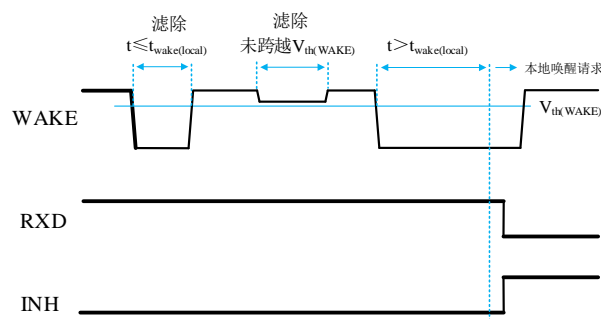 滤除
t≤twake(local)
滤除
未跨越Vth(WAKE)
t>twake(local)
本地唤醒请求
WAKE
Vth(WAKE)
RXD
INH